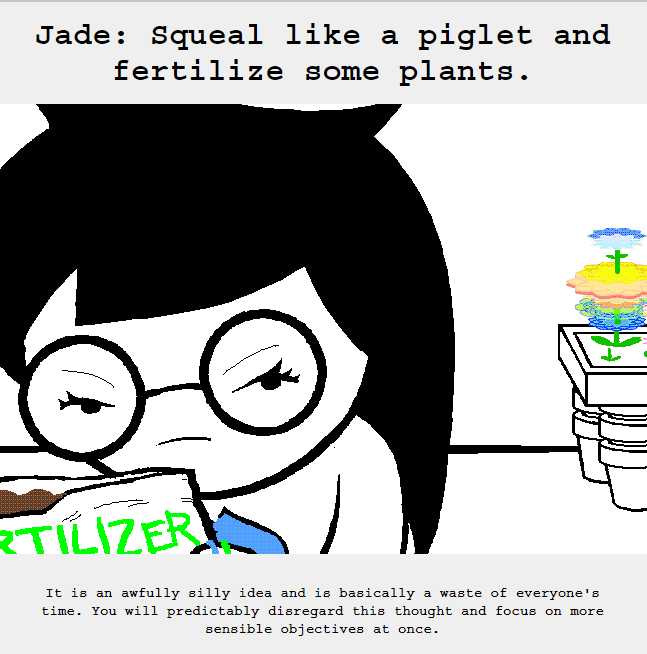 Jade: Squeal like a piglet and
fertilize some plants.
RTILIZER
It is an awfully silly idea and is basically a waste of everyone's
time. You will predictably disregard this thought and focus on more
sensible objectives at once.